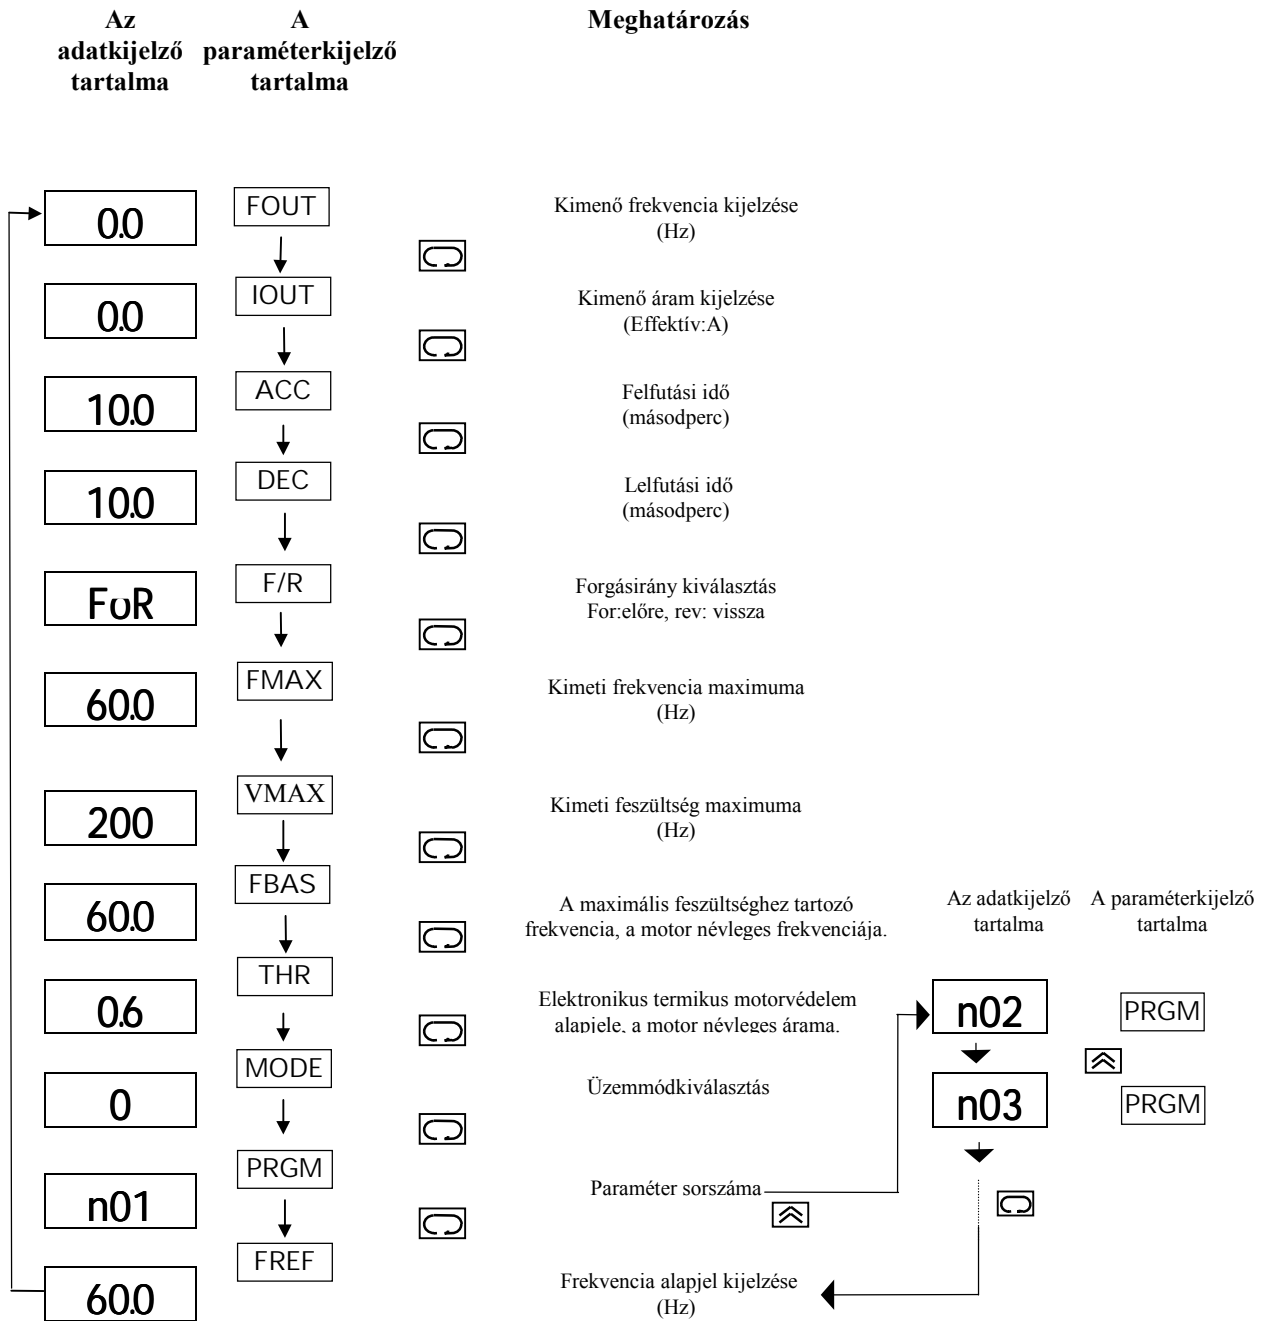 Az
adatkijelző
tartalma
A
paraméterkijelző
tartalma
Meghatározás
0.0
FOUT
Kimenő frekvencia kijelzése
(Hz)
0.0
IOUT
Kimenő áram kijelzése
(Effektív:A)
10.0
ACC
Felfutási idő
(másodperc)
10.0
DEC
Lelfutási idő
(másodperc)
FoR
F/R
Forgásirány kiválasztás
For:előre, rev: vissza
60.0
FMAX
Kimeti frekvencia maximuma
(Hz)
200
VMAX
Kimeti feszültség maximuma
(Hz)
60.0
FBAS
A maximális feszültséghez tartozó
frekvencia, a motor névleges frekvenciája.
Az adatkijelző
tartalma
A paraméterkijelző
tartalma
0.6
THR
Elektronikus termikus motorvédelem
alapjele, a motor névleges árama.
n02
PRGM
0
MODE
Üzemmódkiválasztás
n03
PRGM
n01
PRGM
Paraméter sorszáma
60.0
FREF
Frekvencia alapjel kijelzése
(Hz)